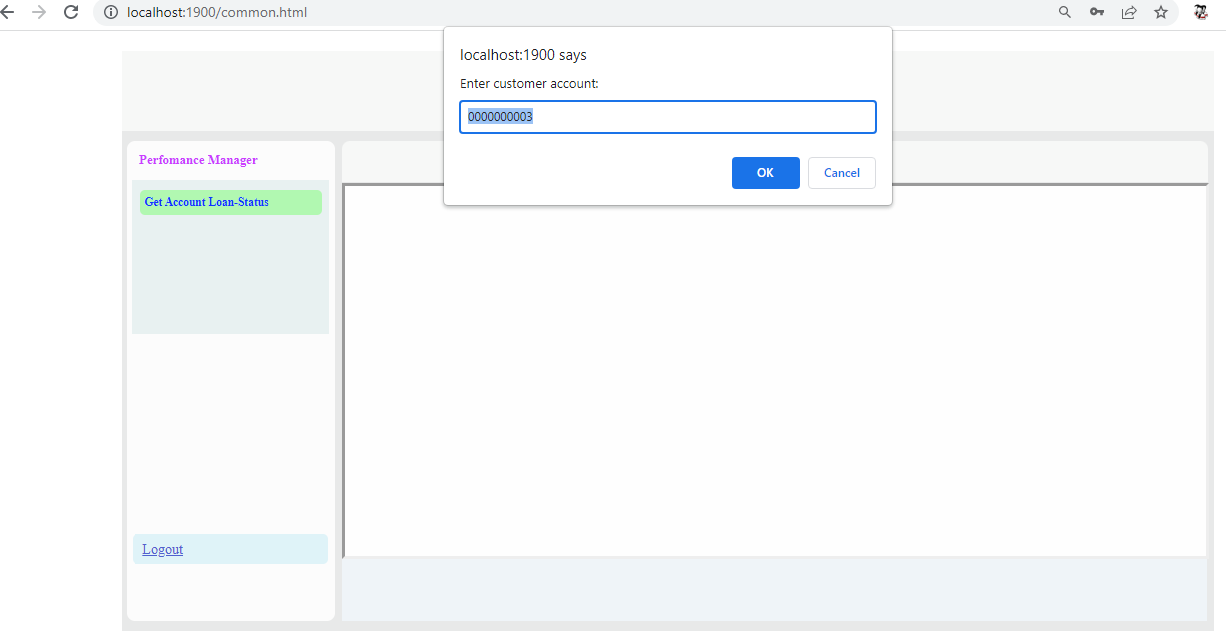 localhost:1900/common.html
localhost:1900 says
Enter customer account:
0000000003
OK
Cancel
Perfomance Manager
Get Account Loan-Status
Logout